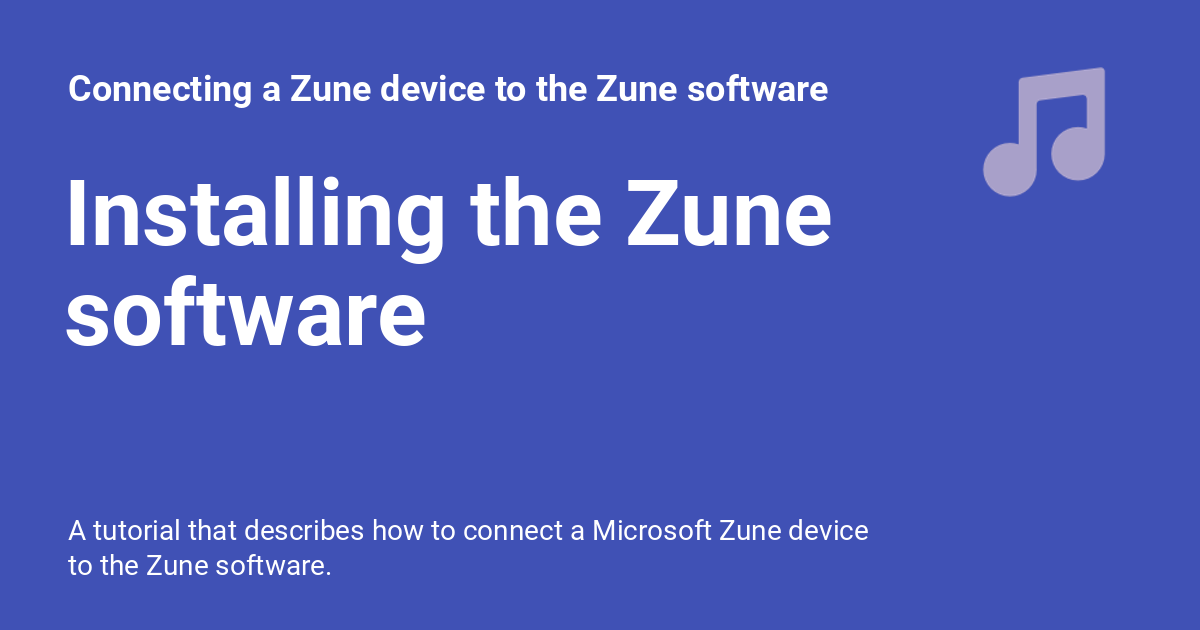 Connecting a Zune device to the Zune software
Installing the Zune
software
A tutorial that describes how to connect a Microsoft Zune device
to the Zune software.